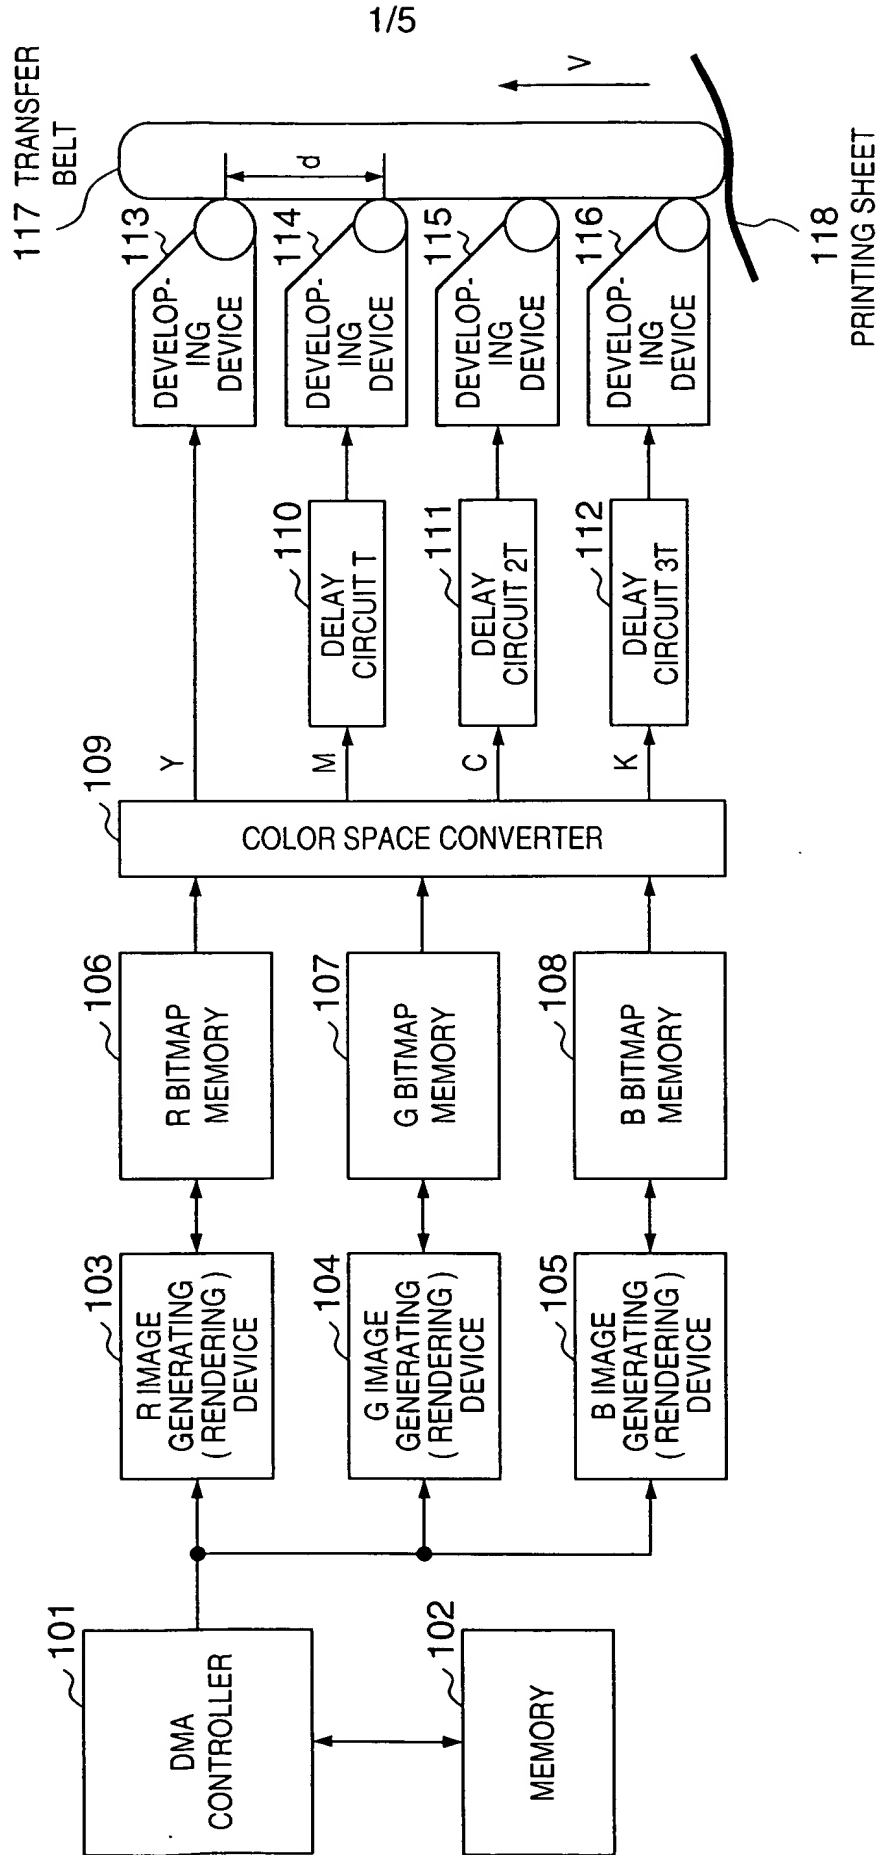 1/5
101
DMA
CONTROLLER
102
MEMORY
103
R IMAGE
GENERATING
(RENDERING)
DEVICE
104
G IMAGE
GENERATING
(RENDERING)
DEVICE
105
B IMAGE
GENERATING
(RENDERING)
DEVICE
106
R BITMAP
MEMORY
107
G BITMAP
MEMORY
108
B BITMAP
MEMORY
109
COLOR SPACE CONVERTER
Y
M
C
K
110
DELAY
CIRCUIT T
111
DELAY
CIRCUIT 2T
112
DELAY
CIRCUIT 3T
113
DEVELOP-
ING
DEVICE
114
DEVELOP-
ING
DEVICE
115
DEVELOP-
ING
DEVICE
116
DEVELOP-
ING
DEVICE
117 TRANSFER
BELT
d
V
118
PRINTING SHEET